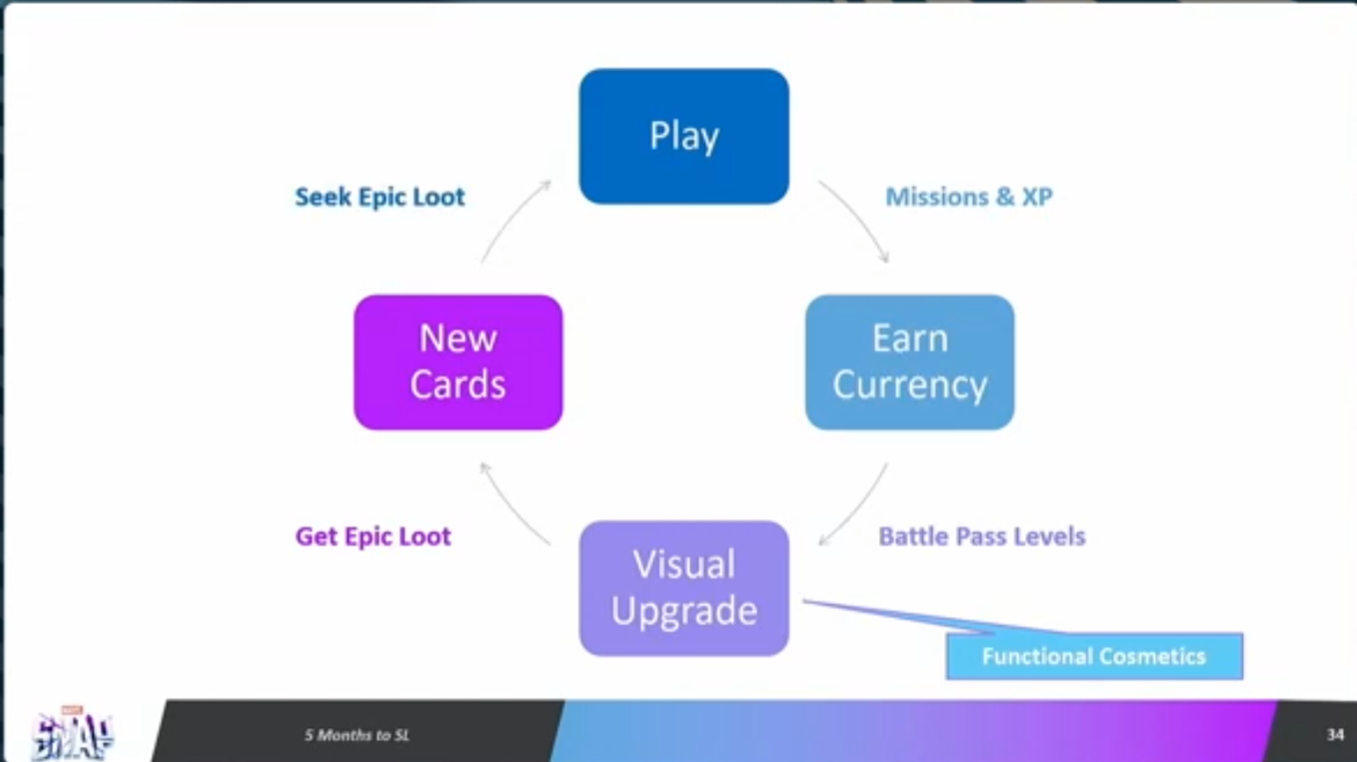 Play
Seek Epic Loot
Missions & XP
New
Cards
Earn
Currency
Get Epic Loot
Battle Pass Levels
Visual
Upgrade
Functional Cosmetics
MARVEL
SNAP
5 Months to SL
34